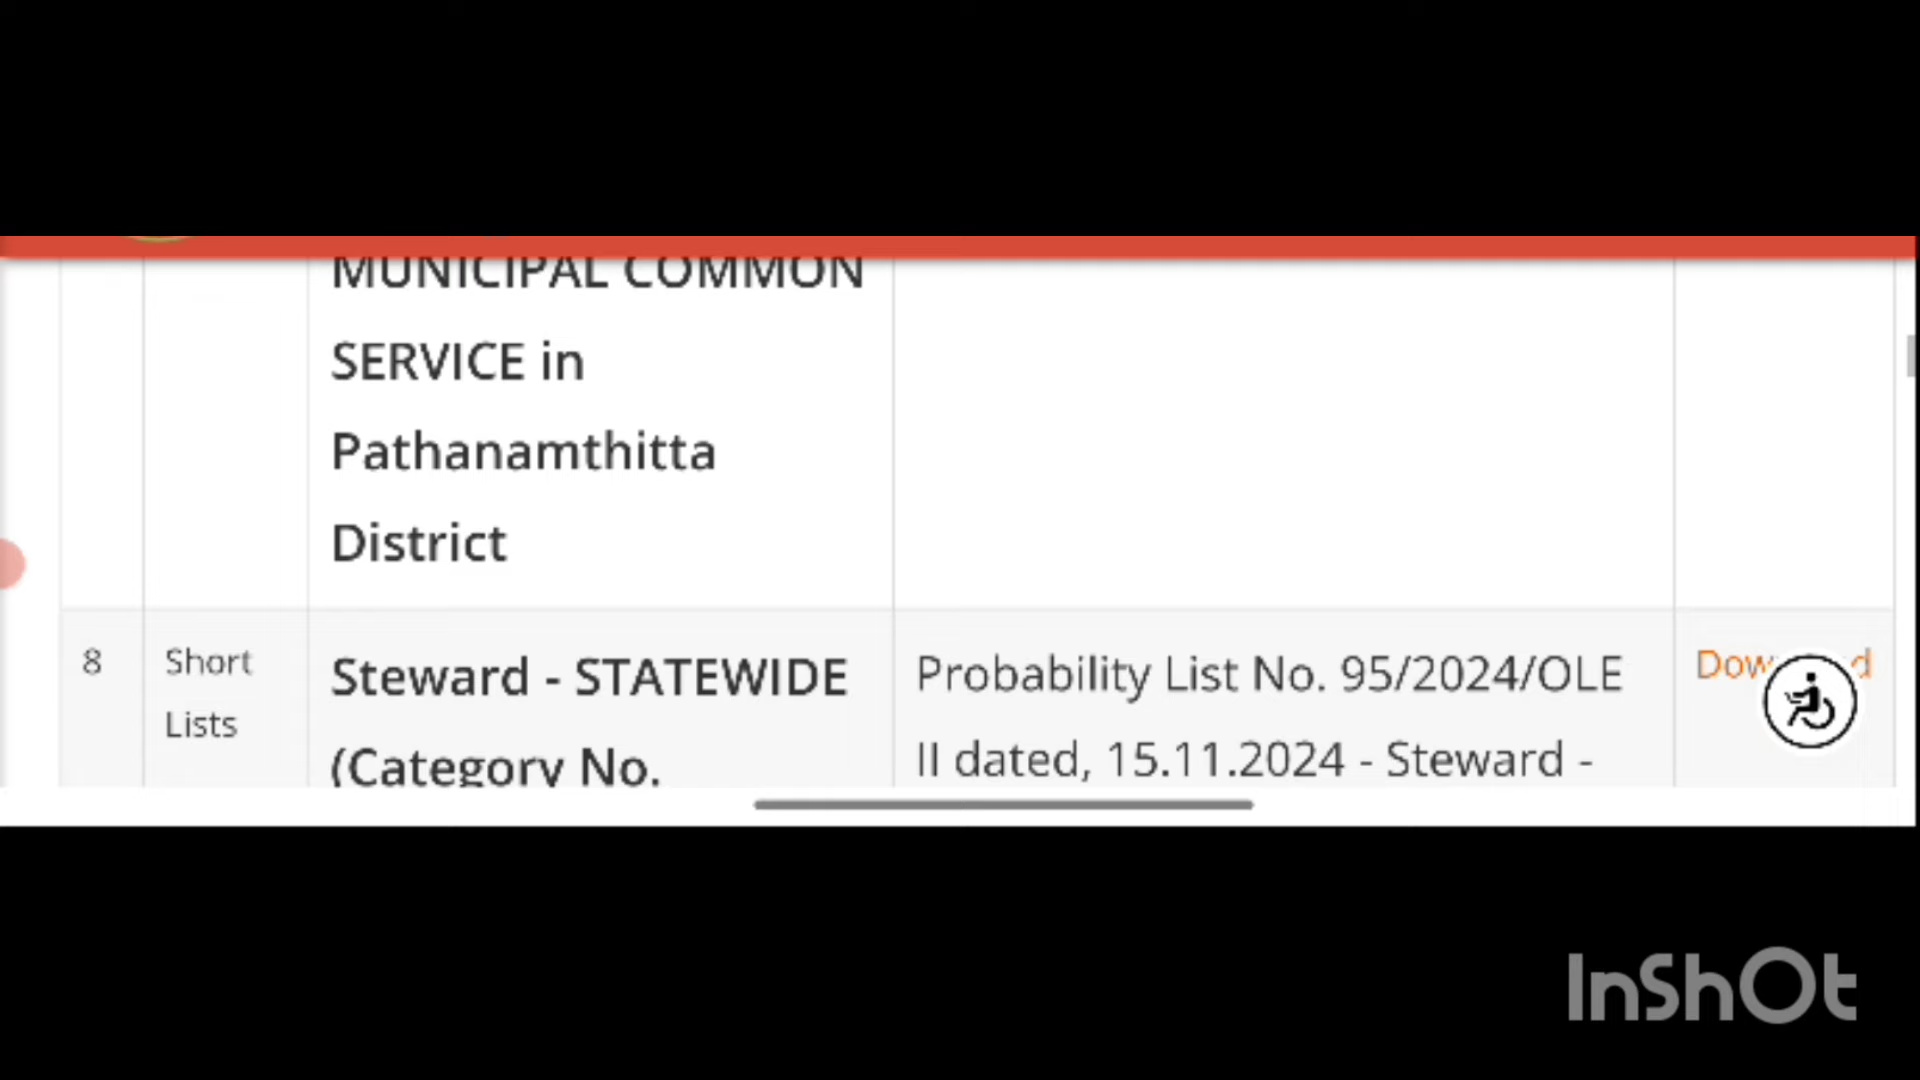 MUNICIPAL COMMON
SERVICE in
Pathanamthitta
District
8
Short
Lists
Steward - STATEWIDE
(Category No.
Probability List No. 95/2024/OLE
II dated, 15.11.2024 - Steward -
InShOt